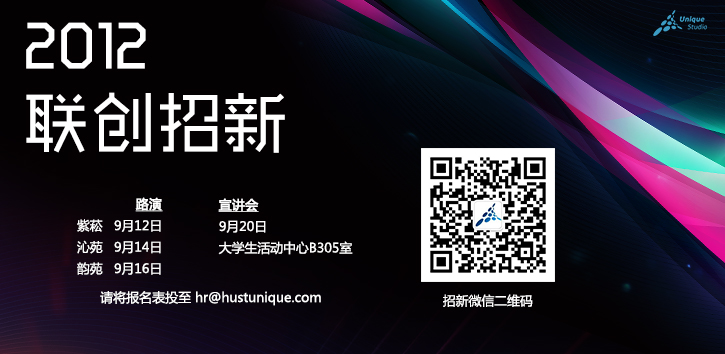 2012
联创招新
Unique
Studio
路演
紫菘 9月12日
沁苑 9月14日
韵苑 9月16日
宣讲会
9月20日
大学生活动中心B305室
请将报名表投至 hr@hustunique.com
招新微信二维码